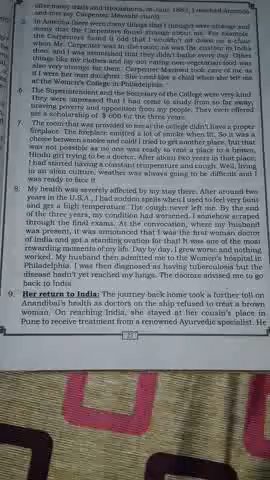 after many trials and tribulations, in June 1883, I reached America
and met my Carpenter Maushi (aunt).
5. In America there were many things that I thought were strange and
many that the Carpenters found strange about me. For example,
the Carpenters found it odd that I wouldn't sit down on a chair
when Mr. Carpenter was in the room; as was the custom in India
then, and I was astonished that they didn't bathe every day. Other
things like my clothes and my not eating non-vegetarian food was
also very strange for them. Carpenter Maushi took care of me as
if I were her own daughter. She cried like a child when she left me
at the Women's College in Philadelphia.
6. The Superintendent and the Secretary of the College were very kind
They were impressed that I had come to study from so far away,
braving poverty and opposition from my people. They even offered
me a scholarship of $ 600 for the three years.
7. The room that was provided to me at the college didn't have a proper
fireplace. The fireplace emitted a lot of smoke when lit. So it was a
choice between smoke and cold! I tried to get another place, but that
was not possible as no one was ready to rent a place to a brown,
Hindu girl trying to be a doctor. After about two years in that place,
I had started having a constant temperature and cough. Well, living
in an alien culture, weather was always going to be difficult and I
was ready to face it.
8. My health was severely affected by my stay there. After around two
years in the U.S.A., I had sudden spells when I used to feel very faint
and get a high temperature. The cough never left me. By the end
of the three years, my condition had worsened. I somehow scraped
through the final exams. At the convocation, where my husband
was present, it was announced that I was the first woman doctor
of India and got a standing ovation for that! It was one of the most
rewarding moments of my life. Day by day, I grew worse and nothing
worked. My husband then admitted me to the Women's hospital in
Philadelphia. I was then diagnosed as having tuberculosis but the
disease hadn't yet reached my lungs. The doctors advised me to go
back to India.
9. Her return to India: The journey back home took a further toll on
Anandibai's health as doctors on the ship refused to treat a brown
woman. On reaching India, she stayed at her cousin's place in
Pune to receive treatment from a renowned Ayurvedic specialist. He